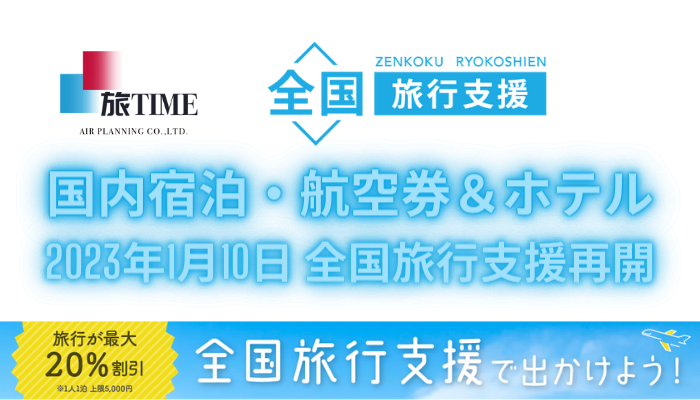 旅TIME
AIR PLANNING CO.,LTD.
ZENKOKU RYOKOSHIEN
全国 旅行支援
国内宿泊・航空券＆ホテル
2023年1月10日 全国旅行支援再開
旅行が最大
20%割引
※1人1泊 上限5,000円
全国旅行支援で出かけよう！